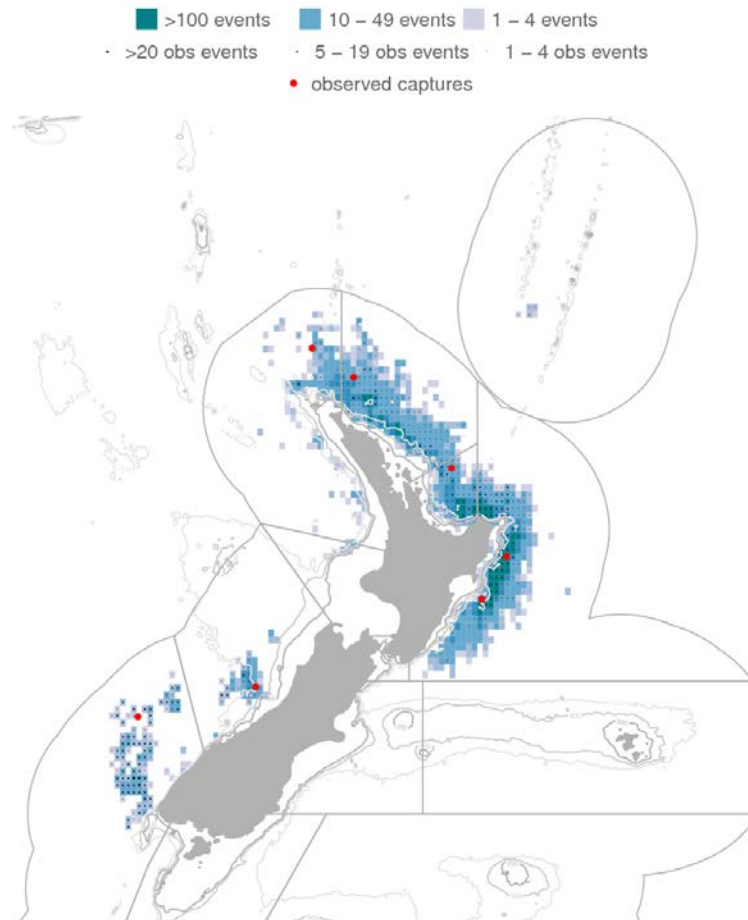 >100 events 10 – 49 events 1 – 4 events
>20 obs events 5 – 19 obs events 1 – 4 obs events
observed captures